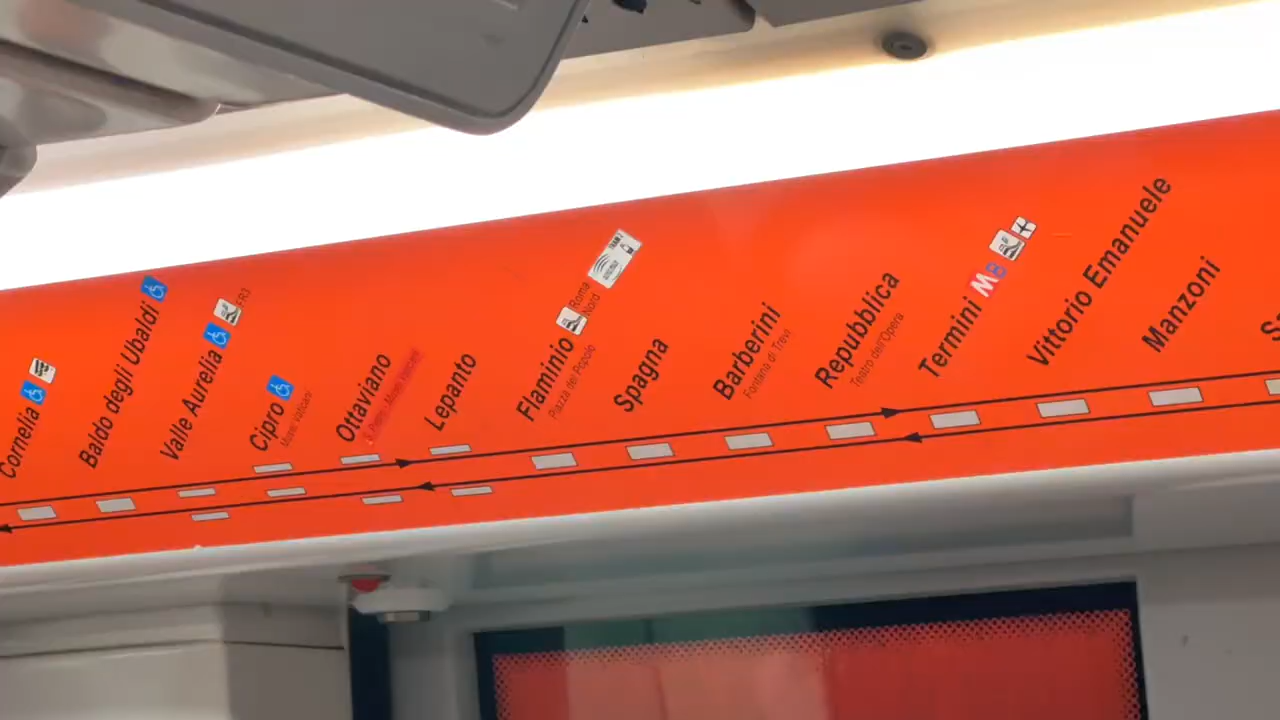 Cornelia
Baldo degli Ubaldi
Valle Aurelia
FR3
Cipro
Musei Vaticani
Ottaviano
Lepanto
Flaminio
Piazza del Popolo
Roma
Nord
Spagna
Barberini
Fontana di Trevi
Repubblica
Teatro dell'Opera
Termini
MB
Vittorio Emanuele
Manzoni